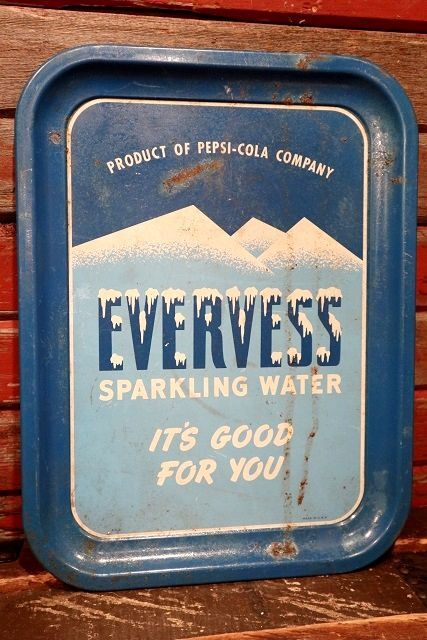 PRODUCT OF PEPSI-COLA COMPANY
EVERVESS
SPARKLING WATER
IT'S GOOD
FOR YOU